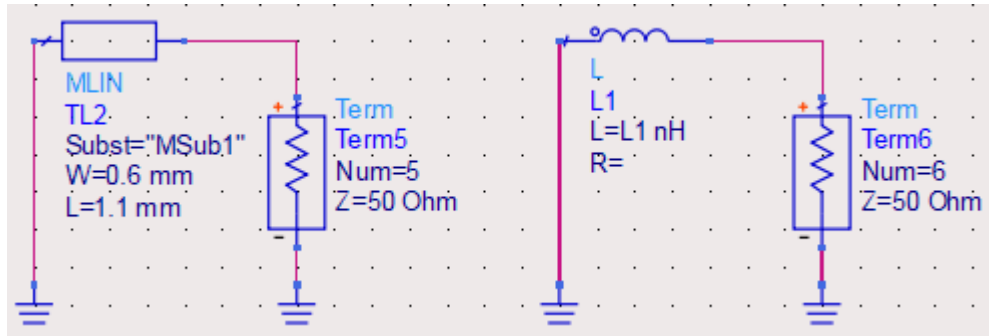 MLIN
TL2
Subst="MSub1"
W=0.6 mm
L=1.1 mm
+
Term
Term5
Num=5
Z=50 Ohm
-
L
L1
L=L1 nH
R=
+
Term
Term6
Num=6
Z=50 Ohm
-